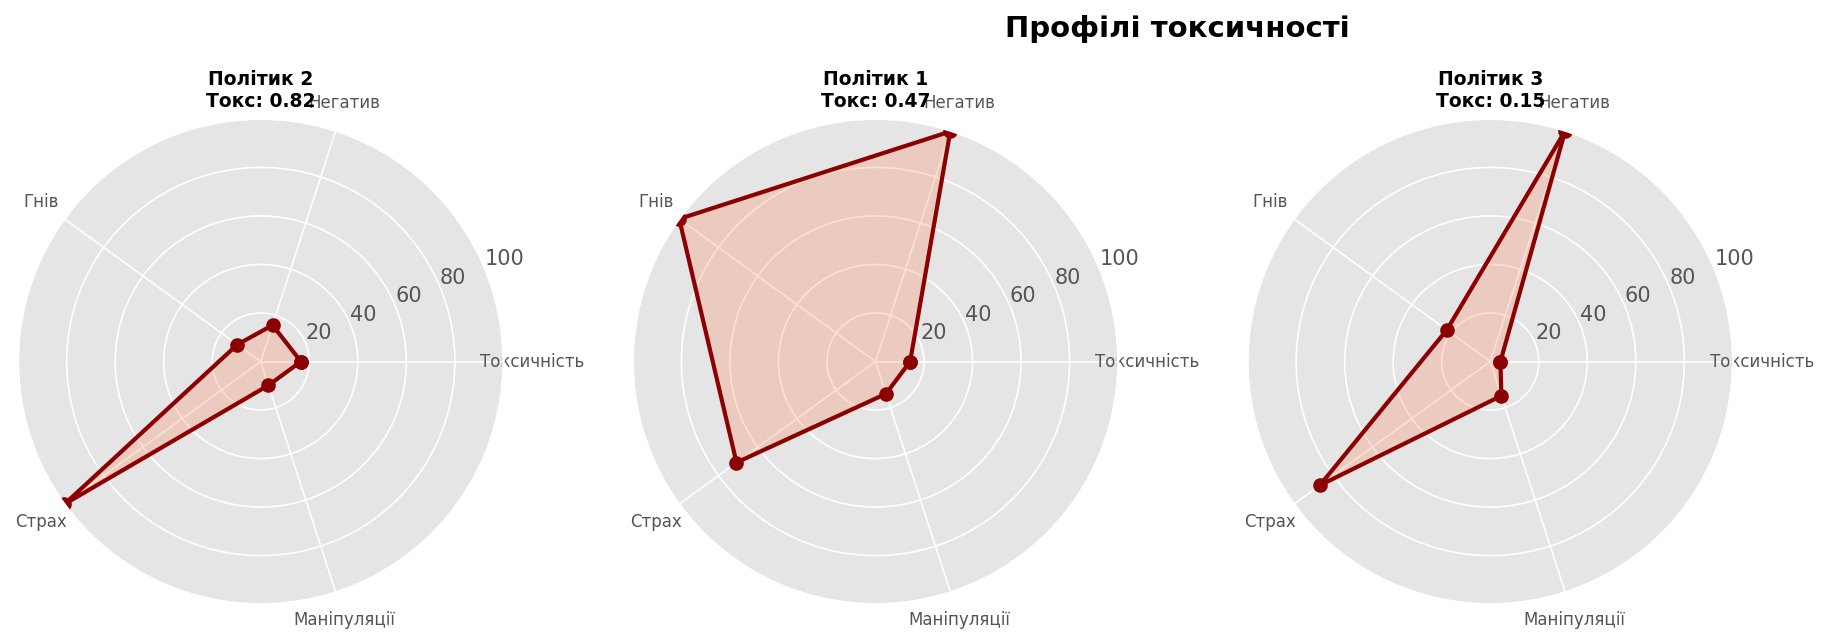 Профілі токсичності
Політик 2
Токс: 0.82
Негатив
Гнів
100
80
60
40
20
Токсичність
Страх
Маніпуляції
Політик 1
Токс: 0.47
Негатив
Гнів
100
80
60
40
20
Токсичність
Страх
Маніпуляції
Політик 3
Токс: 0.15
Негатив
Гнів
100
80
60
40
20
Токсичність
Страх
Маніпуляції